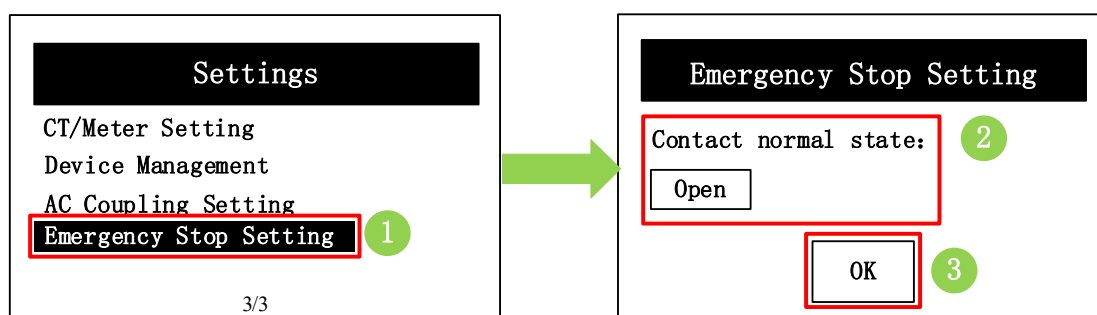 Settings
CT/Meter Setting
Device Management
AC Coupling Setting
Emergency Stop Setting
1
3/3
Emergency Stop Setting
Contact normal state:
2
Open
OK
3